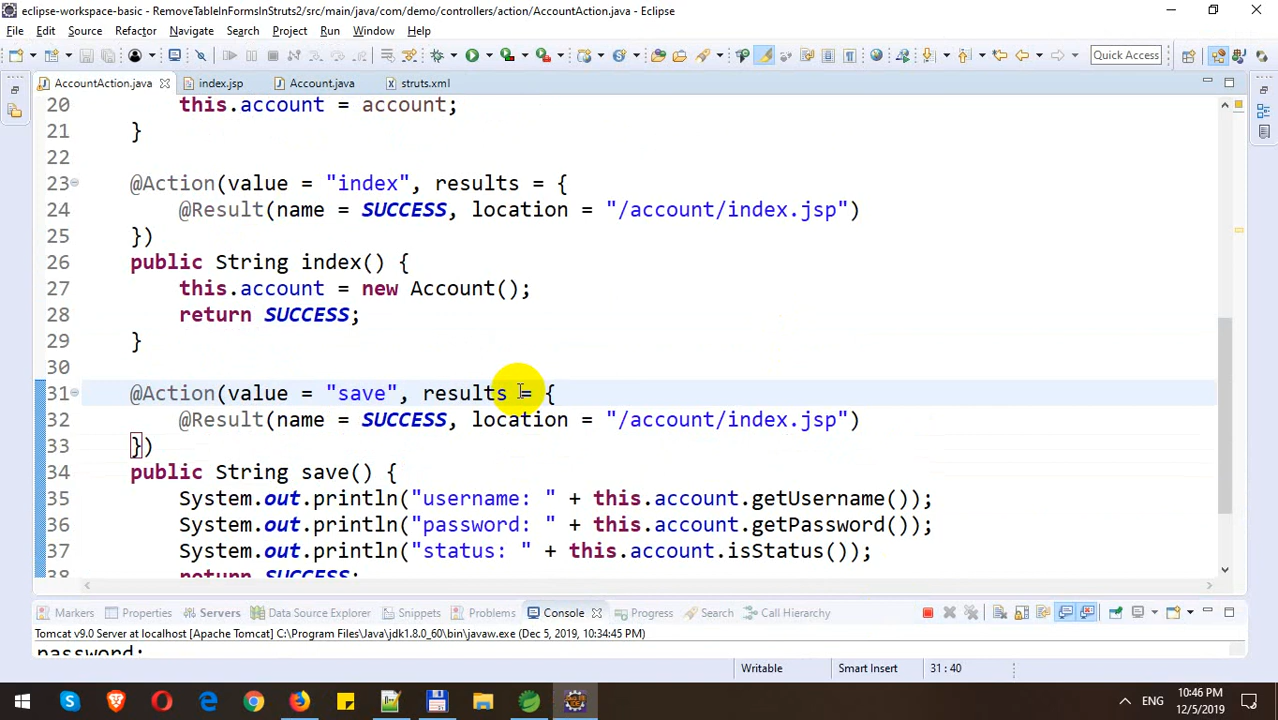 eclipse-workspace-basic - RemoveTableInFormsInStruts2/src/main/java/com/demo/controllers/action/AccountAction.java - Eclipse
File Edit Source Refactor Navigate Search Project Run Window Help
Quick Access
AccountAction.java index.jsp Account.java struts.xml
20 this.account = account;
21 }
22
23 @Action(value = "index", results = {
24 @Result(name = SUCCESS, location = "/account/index.jsp")
25 })
26 public String index() {
27 this.account = new Account();
28 return SUCCESS;
29 }
30
31 @Action(value = "save", results = {
32 @Result(name = SUCCESS, location = "/account/index.jsp")
33 })
34 public String save() {
35 System.out.println("username: " + this.account.getUsername());
36 System.out.println("password: " + this.account.getPassword());
37 System.out.println("status: " + this.account.isStatus());
38 return SUCCESS;
Markers Properties Servers Data Source Explorer Snippets Problems Console Progress Search Call Hierarchy
Tomcat v9.0 Server at localhost [Apache Tomcat] C:\Program Files\Java\jdk1.8.0_60\bin\javaw.exe (Dec 5, 2019, 10:34:45 PM)
password:
Writable Smart Insert 31 : 40
ENG 10:46 PM
12/5/2019